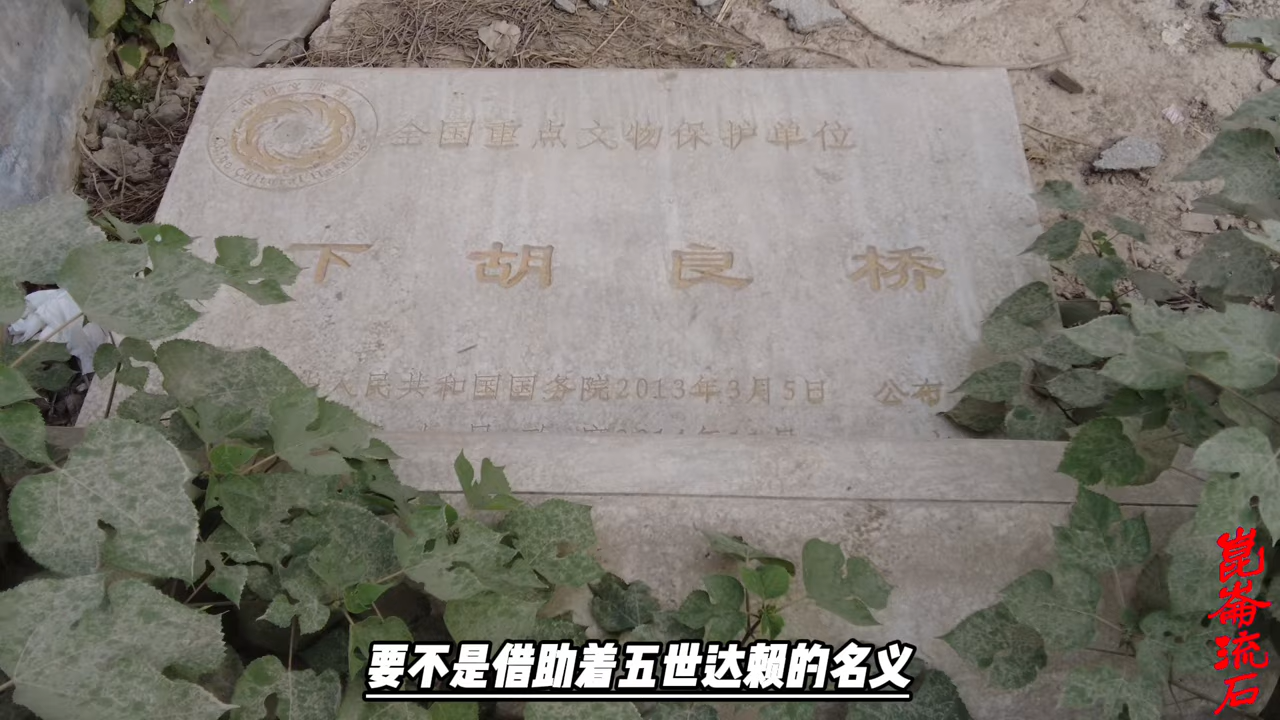 全国重点文物保护单位
下胡良桥
人民共和国国务院2013年3月5日 公布
要不是借助着五世达赖的名义
崑崙流石